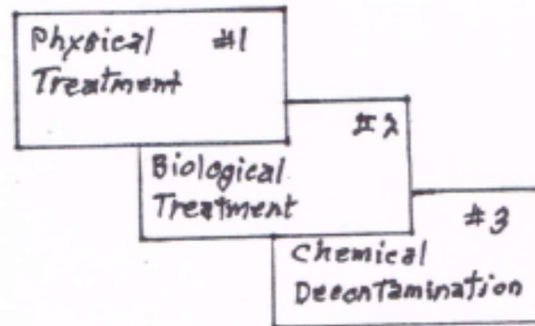 Physical #1
Treatment
#2
Biological
Treatment
#3
Chemical
Decontamination